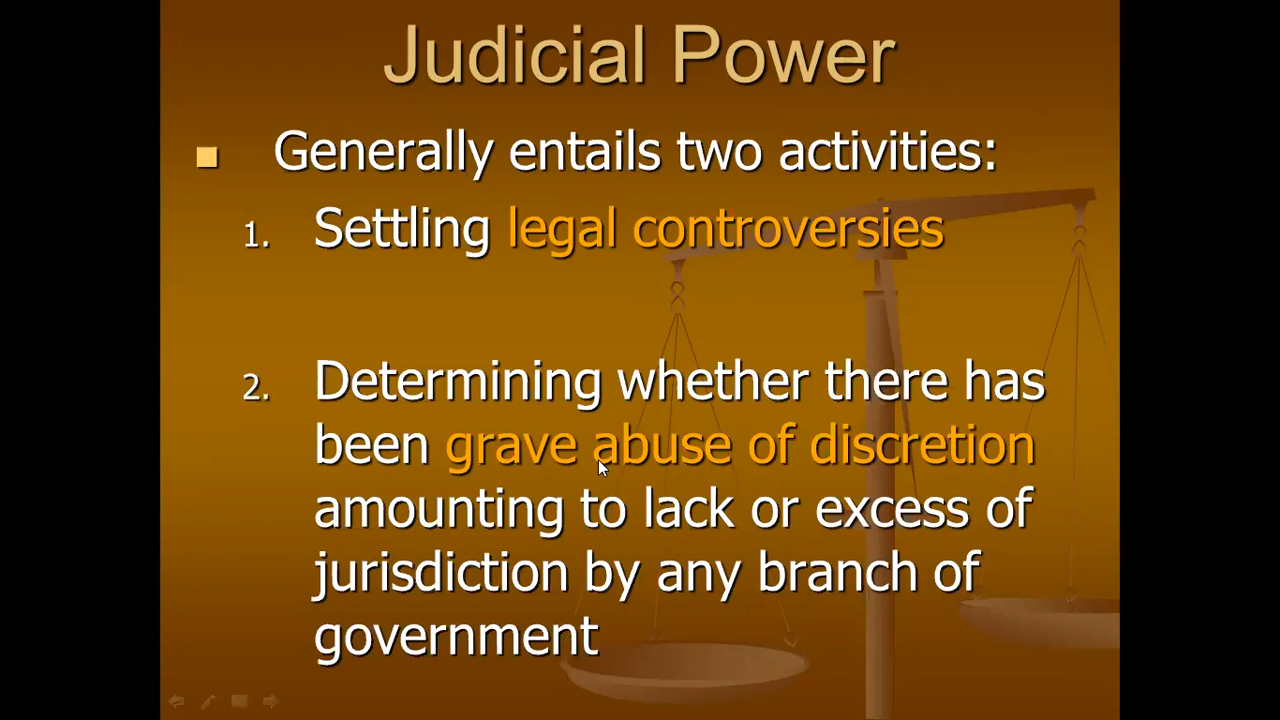 Judicial Power
Generally entails two activities:
1. Settling legal controversies
2. Determining whether there has
been grave abuse of discretion
amounting to lack or excess of
jurisdiction by any branch of
government